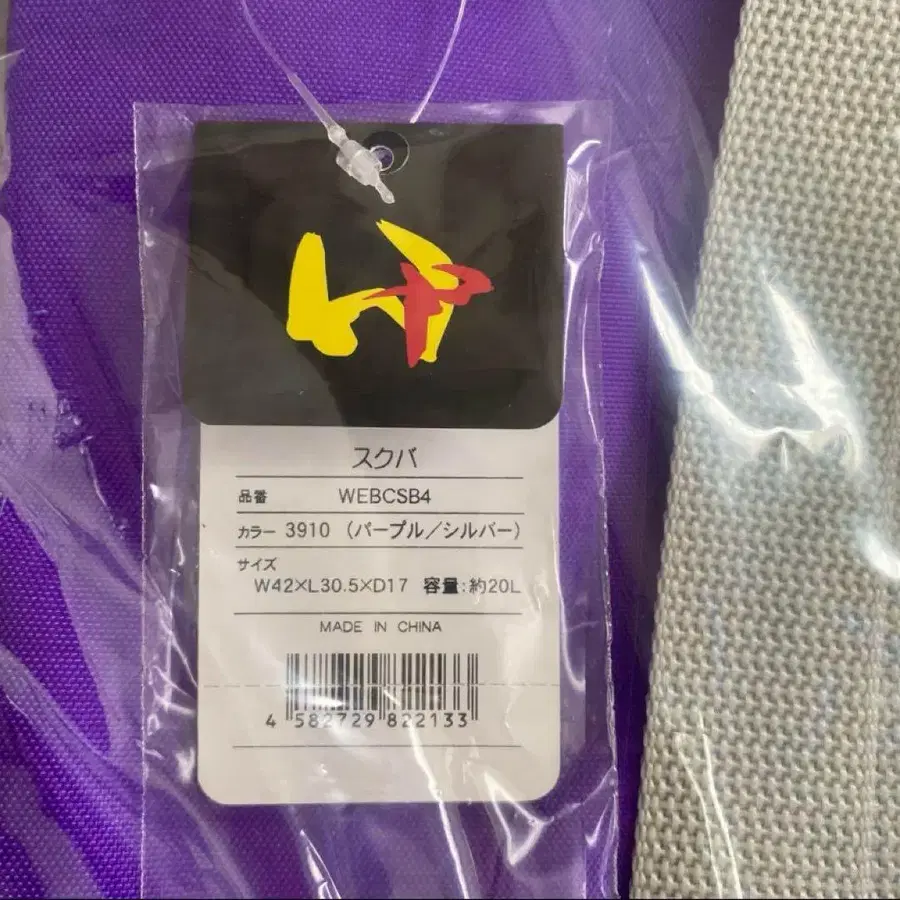 スクバ
品番 WEBCSB4
カラー 3910 (パープル/シルバー)
サイズ
W42×L30.5×D17 容量:約20L
MADE IN CHINA
4 582729 822133